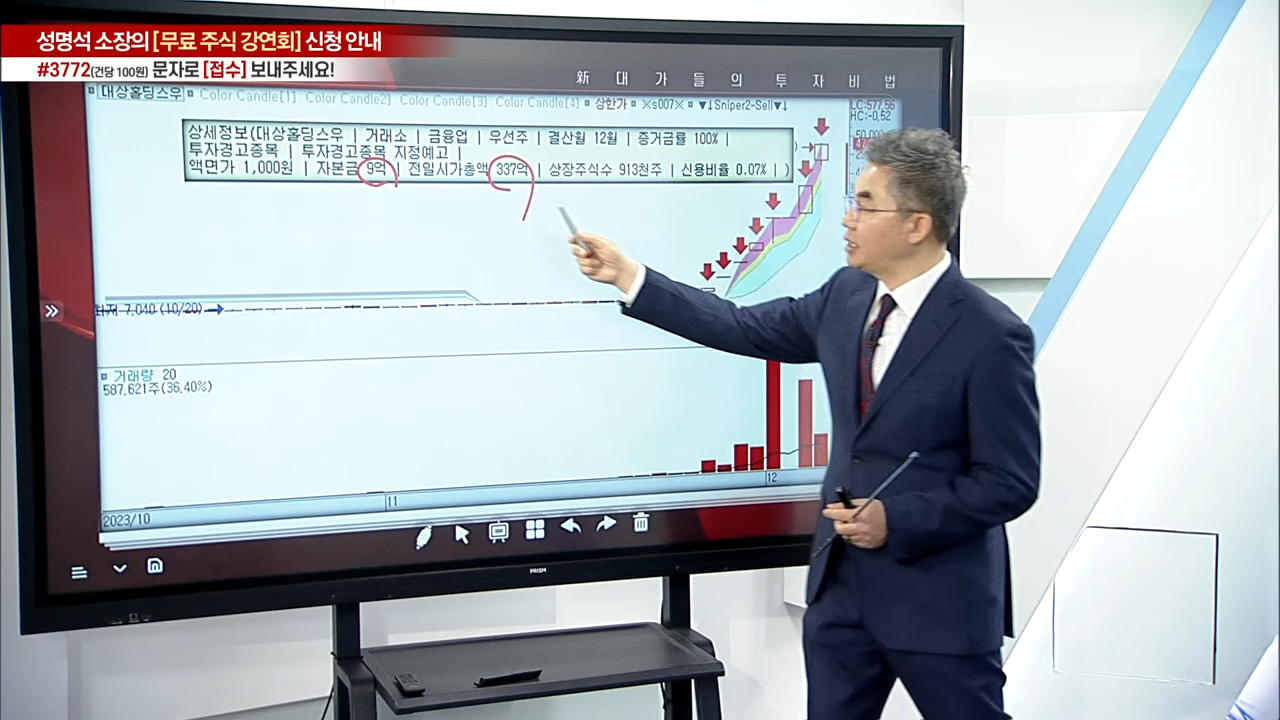 성명석 소장의 [무료 주식 강연회] 신청 안내
#3772(건당 100원) 문자로 [접수] 보내주세요!
新 대 가 들 의 투 자 비 법
대상홀딩스우 Color Candle[1] Color Candle2] Color Candle[3] Color Candle[4] 상한가 ※s007※ ▼↓Sniper2-Sell▼↓
LC:577,56
HC:-0,52
상세정보(대상홀딩스우 | 거래소 | 금융업 | 우선주 | 결산월 12월 | 증거금률 100% |
투자경고종목 | 투자경고종목 지정예고 |
액면가 1,000원 | 자본금 9억 | 전일시가총액 337억 | 상장주식수 913천주 | 신용비율 0.07% | )
최저 7,040 (10/20)
거래량 20
587,621주(36,40%)
2023/10
11
12
PRISM